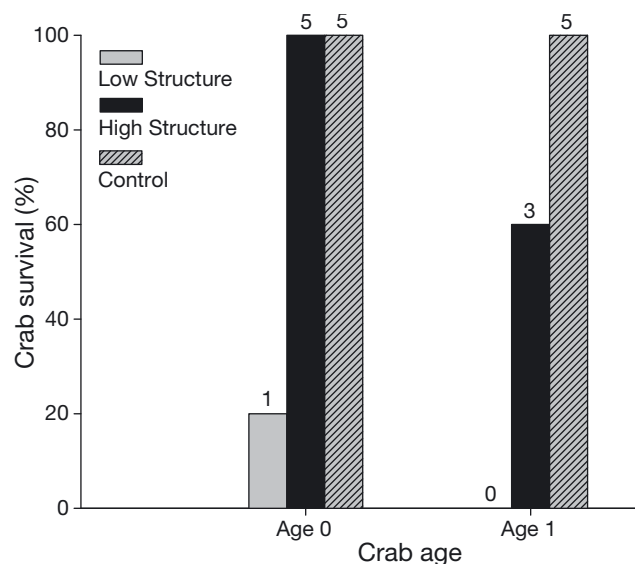 5 5 5
100
Low Structure
High Structure
80
Control
Crab survival (%)
60
3
40
1
20
0
0
Age 0 Age 1
Crab age